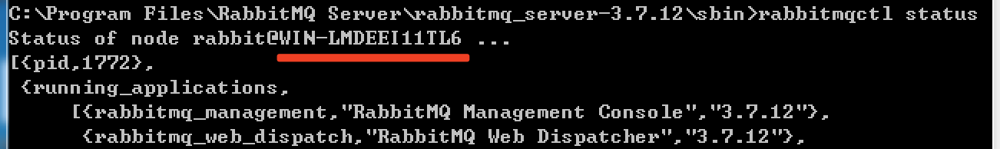 C:\Program Files\RabbitMQ Server\rabbitmq_server-3.7.12\sbin>rabbitmqctl status
Status of node rabbit@WIN-LMDEEI11TL6 ...
[{pid,1772},
 {running_applications,
     [{rabbitmq_management,"RabbitMQ Management Console","3.7.12"},
      {rabbitmq_web_dispatch,"RabbitMQ Web Dispatcher","3.7.12"},